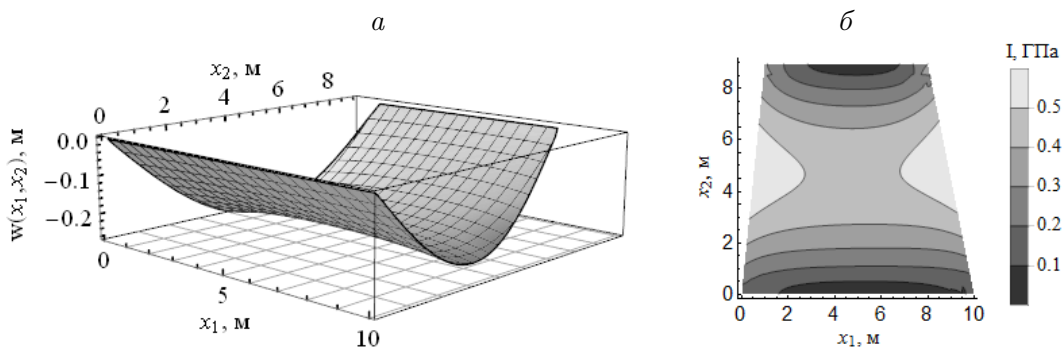 а
x₂, м
0 2 4 6 8
w(x₁,x₂), м
0.0
−0.1
−0.2
0 5 10
x₁, м
б
I, ГПа
0.5
0.4
0.3
0.2
0.1
x₂, м
8
6
4
2
0
0 2 4 6 8 10
x₁, м